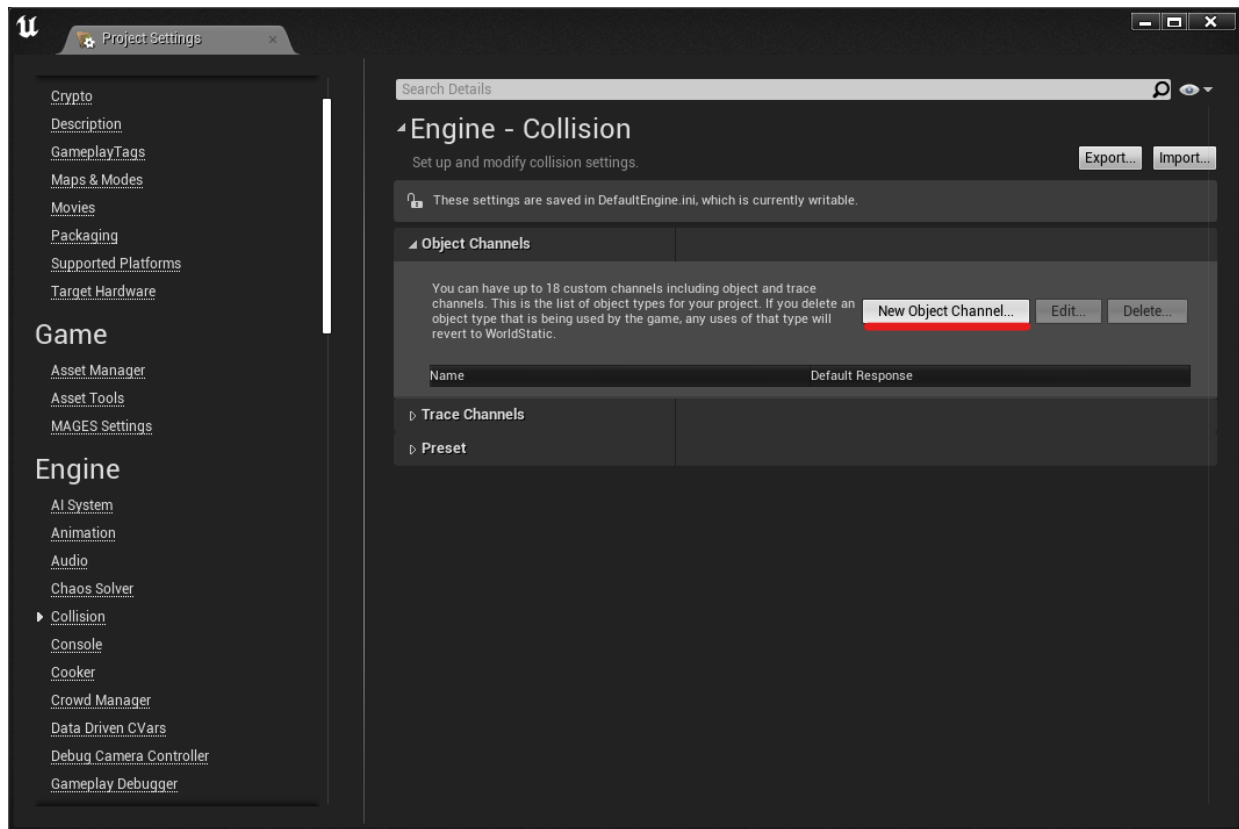 Project Settings
Crypto
Description
GameplayTags
Maps & Modes
Movies
Packaging
Supported Platforms
Target Hardware
Game
Asset Manager
Asset Tools
MAGES Settings
Engine
AI System
Animation
Audio
Chaos Solver
Collision
Console
Cooker
Crowd Manager
Data Driven CVars
Debug Camera Controller
Gameplay Debugger
Search Details
Engine - Collision
Set up and modify collision settings.
Export...
Import...
These settings are saved in DefaultEngine.ini, which is currently writable.
Object Channels
You can have up to 18 custom channels including object and trace
channels. This is the list of object types for your project. If you delete an
object type that is being used by the game, any uses of that type will
revert to WorldStatic.
New Object Channel...
Edit...
Delete...
Name
Default Response
Trace Channels
Preset